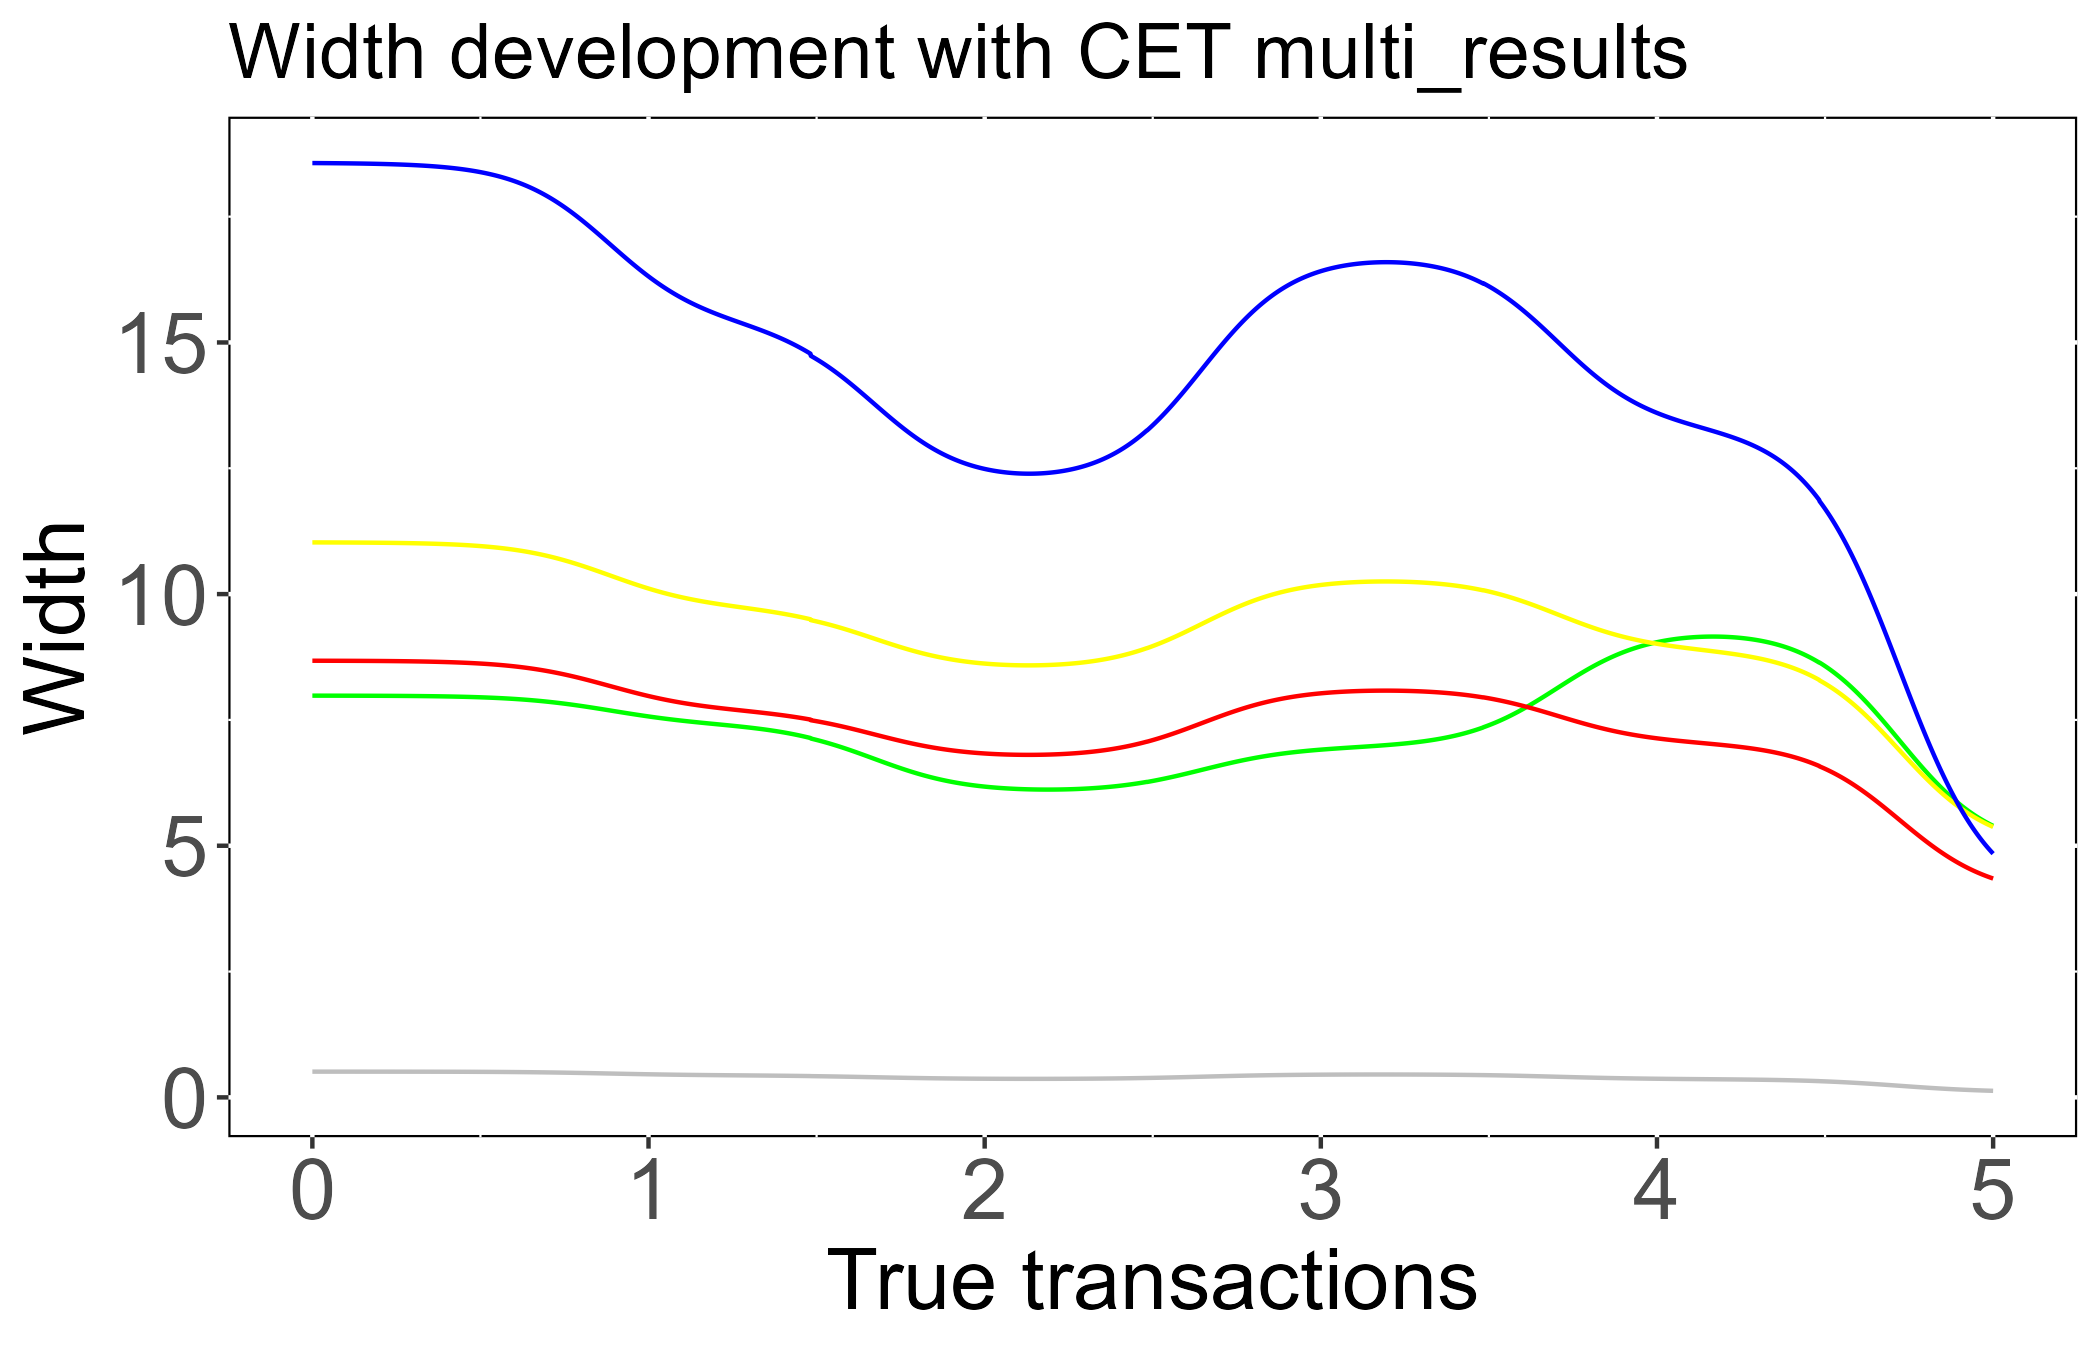 Width development with CET multi_results
Width
15
10
5
0
0 1 2 3 4 5
True transactions